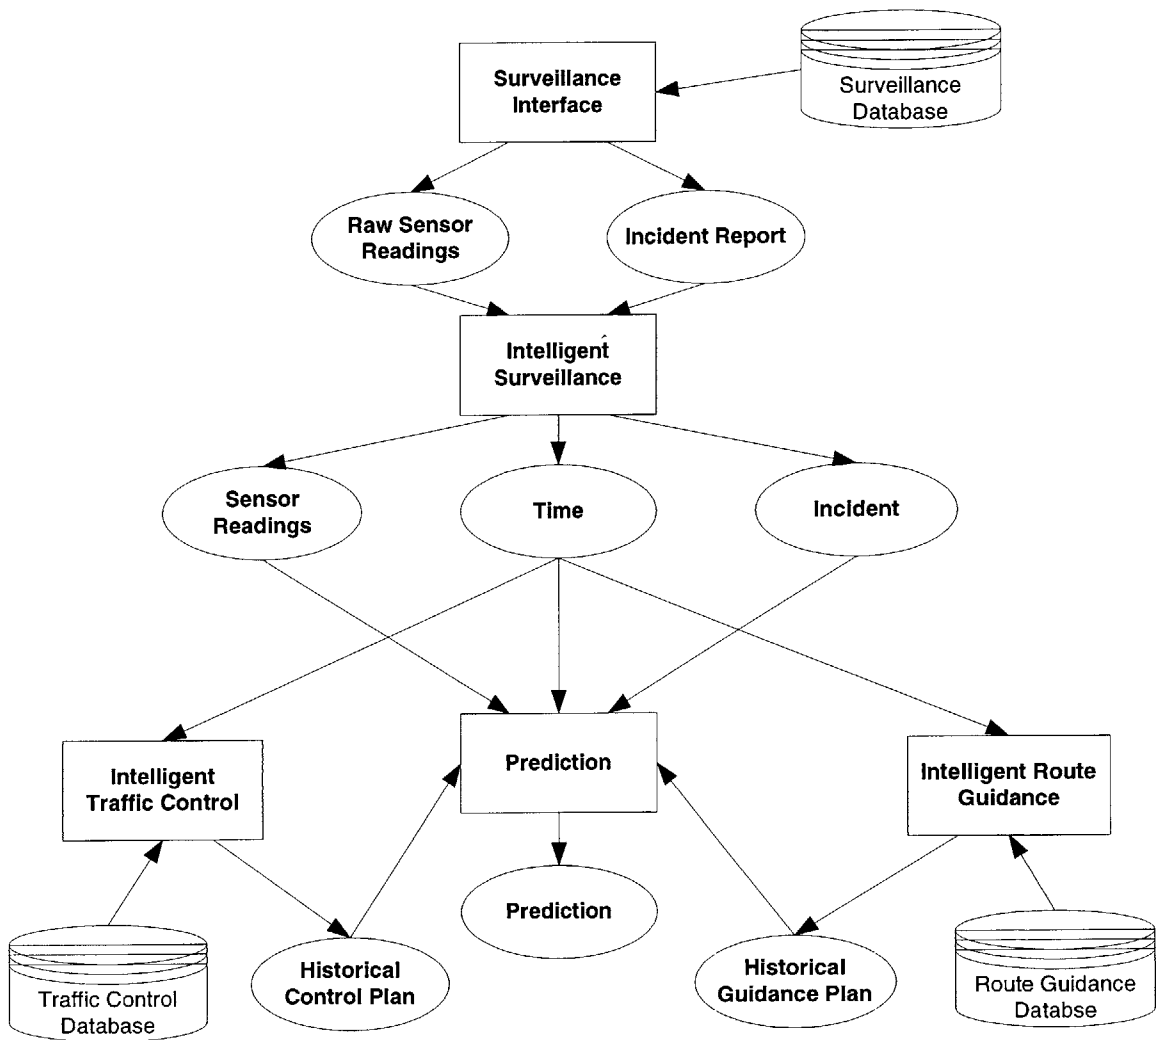 Surveillance
Interface
Surveillance
Database
Raw Sensor
Readings
Incident Report
Intelligent
Surveillance
Sensor
Readings
Time
Incident
Intelligent
Traffic Control
Prediction
Intelligent Route
Guidance
Prediction
Traffic Control
Database
Historical
Control Plan
Historical
Guidance Plan
Route Guidance
Databse